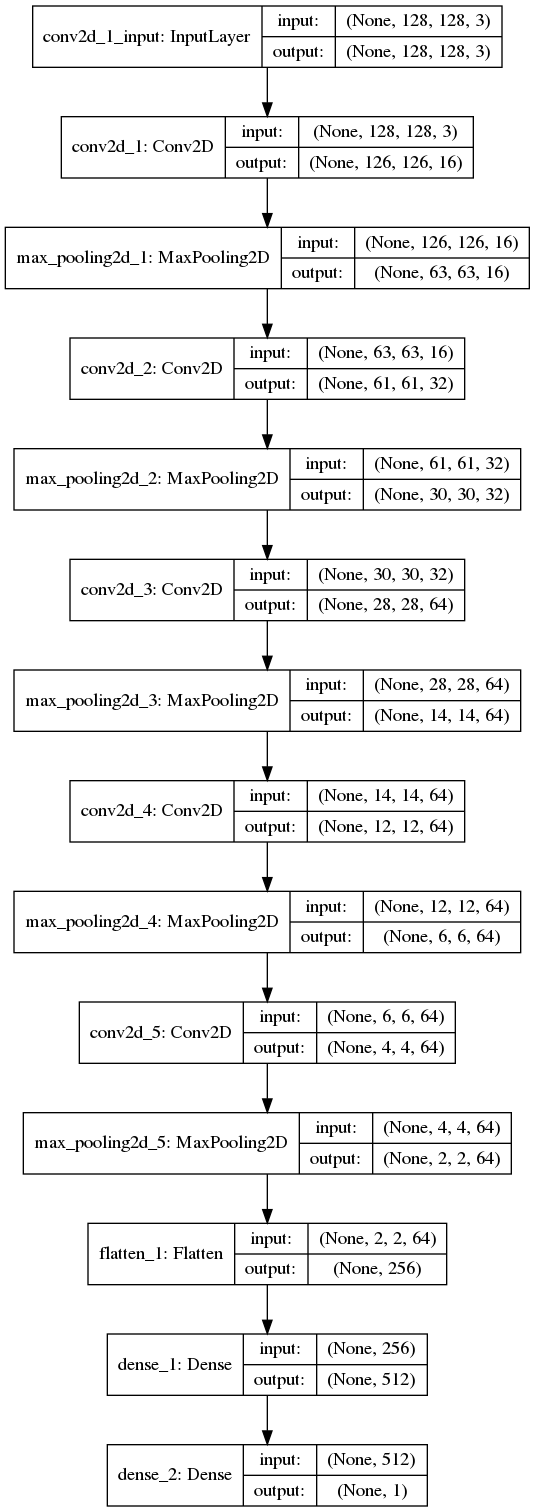 conv2d_1_input: InputLayer
input: (None, 128, 128, 3)
output: (None, 128, 128, 3)
conv2d_1: Conv2D
input: (None, 128, 128, 3)
output: (None, 126, 126, 16)
max_pooling2d_1: MaxPooling2D
input: (None, 126, 126, 16)
output: (None, 63, 63, 16)
conv2d_2: Conv2D
input: (None, 63, 63, 16)
output: (None, 61, 61, 32)
max_pooling2d_2: MaxPooling2D
input: (None, 61, 61, 32)
output: (None, 30, 30, 32)
conv2d_3: Conv2D
input: (None, 30, 30, 32)
output: (None, 28, 28, 64)
max_pooling2d_3: MaxPooling2D
input: (None, 28, 28, 64)
output: (None, 14, 14, 64)
conv2d_4: Conv2D
input: (None, 14, 14, 64)
output: (None, 12, 12, 64)
max_pooling2d_4: MaxPooling2D
input: (None, 12, 12, 64)
output: (None, 6, 6, 64)
conv2d_5: Conv2D
input: (None, 6, 6, 64)
output: (None, 4, 4, 64)
max_pooling2d_5: MaxPooling2D
input: (None, 4, 4, 64)
output: (None, 2, 2, 64)
flatten_1: Flatten
input: (None, 2, 2, 64)
output: (None, 256)
dense_1: Dense
input: (None, 256)
output: (None, 512)
dense_2: Dense
input: (None, 512)
output: (None, 1)